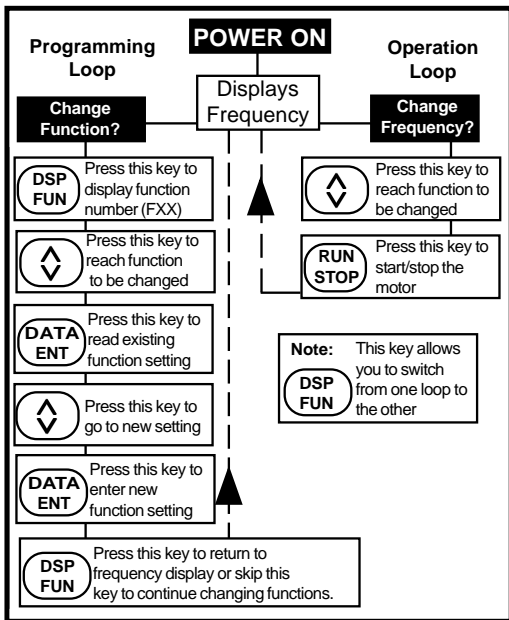 POWER ON
Displays
Frequency
Programming
Loop
Change
Function?
DSP
FUN
Press this key to
display function
number (FXX)
Press this key to
reach function
to be changed
DATA
ENT
Press this key to
read existing
function setting
Press this key to
go to new setting
DATA
ENT
Press this key to
enter new
function setting
DSP
FUN
Press this key to return to
frequency display or skip this
key to continue changing functions.
Operation
Loop
Change
Frequency?
Press this key to
reach function to
be changed
RUN
STOP
Press this key to
start/stop the
motor
Note:
DSP
FUN
This key allows
you to switch
from one loop to
the other